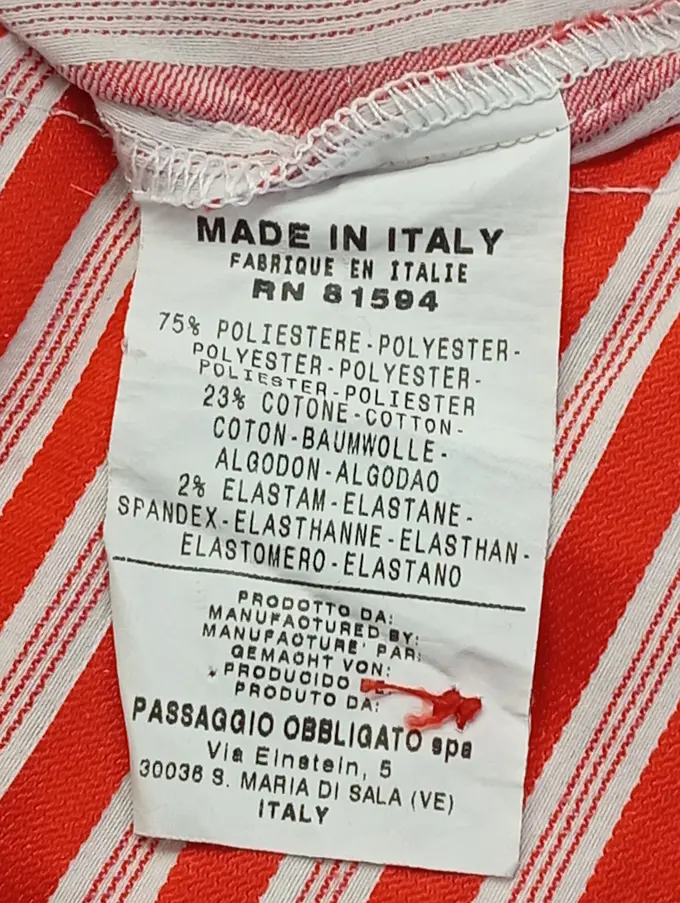 MADE IN ITALY
FABRIQUE EN ITALIE
RN 81594
75% POLIESTERE-POLYESTER-
POLYESTER-POLYESTER-
POLIESTER-POLIESTER
23% COTONE-COTTON-
COTON-BAUMWOLLE-
ALGODON-ALGODAO
2% ELASTAM-ELASTANE-
SPANDEX-ELASTHANNE-ELASTHAN-
ELASTOMERO-ELASTANO
PRODOTTO DA:
MANUFACTURED BY:
MANUFACTURE' PAR:
GEMACHT VON:
PRODUCIDO
PRODUTO DA:
PASSAGGIO OBBLIGATO spa
Via Einstein, 5
30036 S. MARIA DI SALA (VE)
ITALY